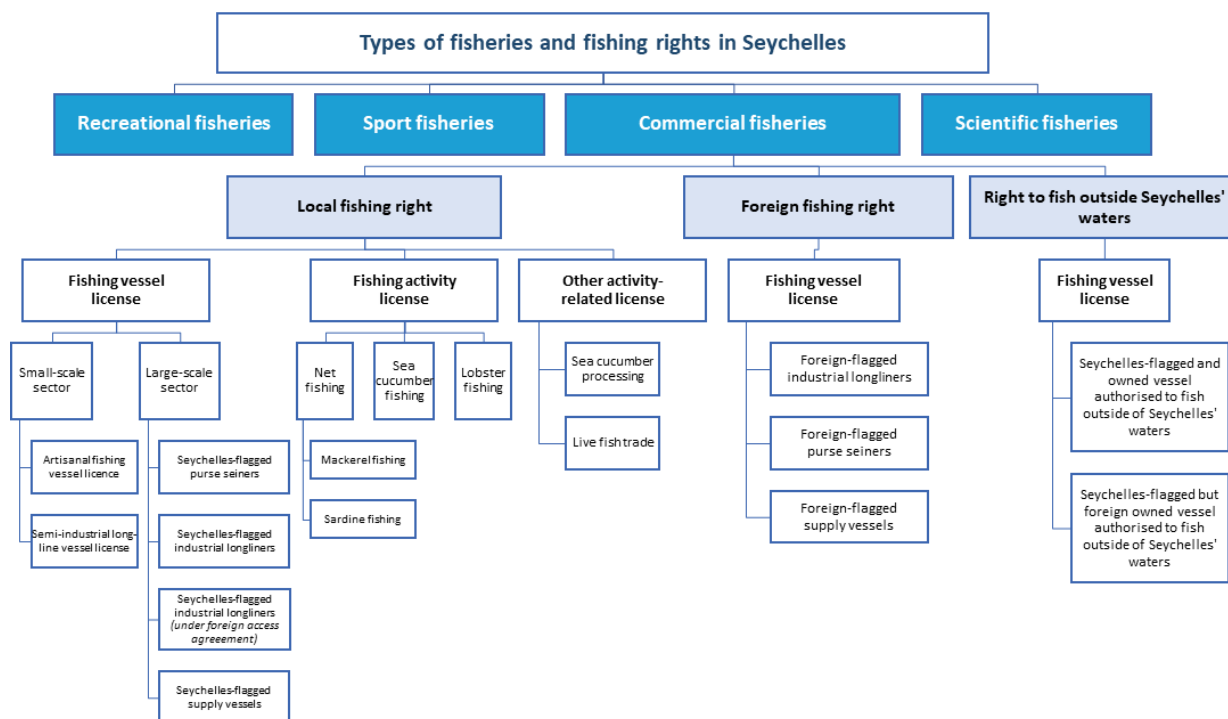 Types of fisheries and fishing rights in Seychelles
Recreational fisheries
Sport fisheries
Commercial fisheries
Scientific fisheries
Local fishing right
Foreign fishing right
Right to fish outside Seychelles'
waters
Fishing vessel
license
Fishing activity
license
Other activity-
related license
Fishing vessel
license
Fishing vessel
license
Small-scale
sector
Large-scale
sector
Net
fishing
Sea
cucumber
fishing
Lobster
fishing
Sea cucumber
processing
Live fish trade
Foreign-flagged
industrial longliners
Foreign-flagged
purse seiners
Foreign-flagged
supply vessels
Seychelles-flagged and
owned vessel
authorised to fish
outside of Seychelles'
waters
Seychelles-flagged but
foreign owned vessel
authorised to fish
outside of Seychelles'
waters
Artisanal fishing
vessel licence
Semi-industrial long-
line vessel license
Seychelles-flagged
purse seiners
Seychelles-flagged
industrial longliners
Seychelles-flagged
industrial longliners
(under foreign access
agreeement)
Seychelles-flagged
supply vessels
Mackerel fishing
Sardine fishing